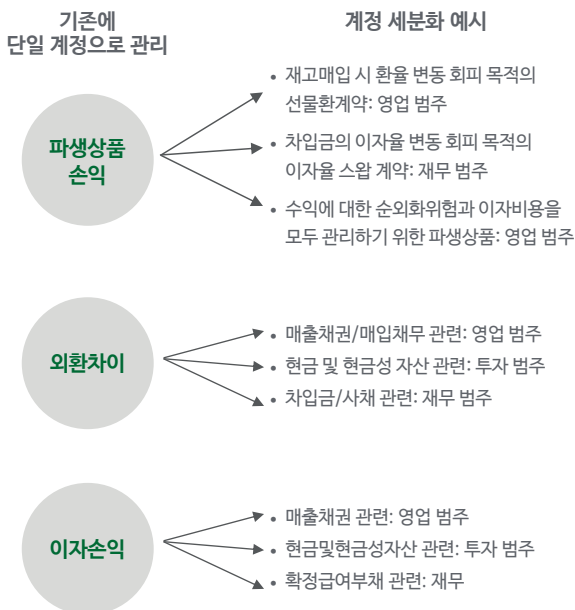 기존에
단일 계정으로 관리
계정 세분화 예시
파생상품
손익
• 재고매입 시 환율 변동 회피 목적의
선물환계약: 영업 범주
• 차입금의 이자율 변동 회피 목적의
이자율 스왑 계약: 재무 범주
• 수익에 대한 순외화위험과 이자비용을
모두 관리하기 위한 파생상품: 영업 범주
외환차이
• 매출채권/매입채무 관련: 영업 범주
• 현금 및 현금성 자산 관련: 투자 범주
• 차입금/사채 관련: 재무 범주
이자손익
• 매출채권 관련: 영업 범주
• 현금및현금성자산 관련: 투자 범주
• 확정급여부채 관련: 재무